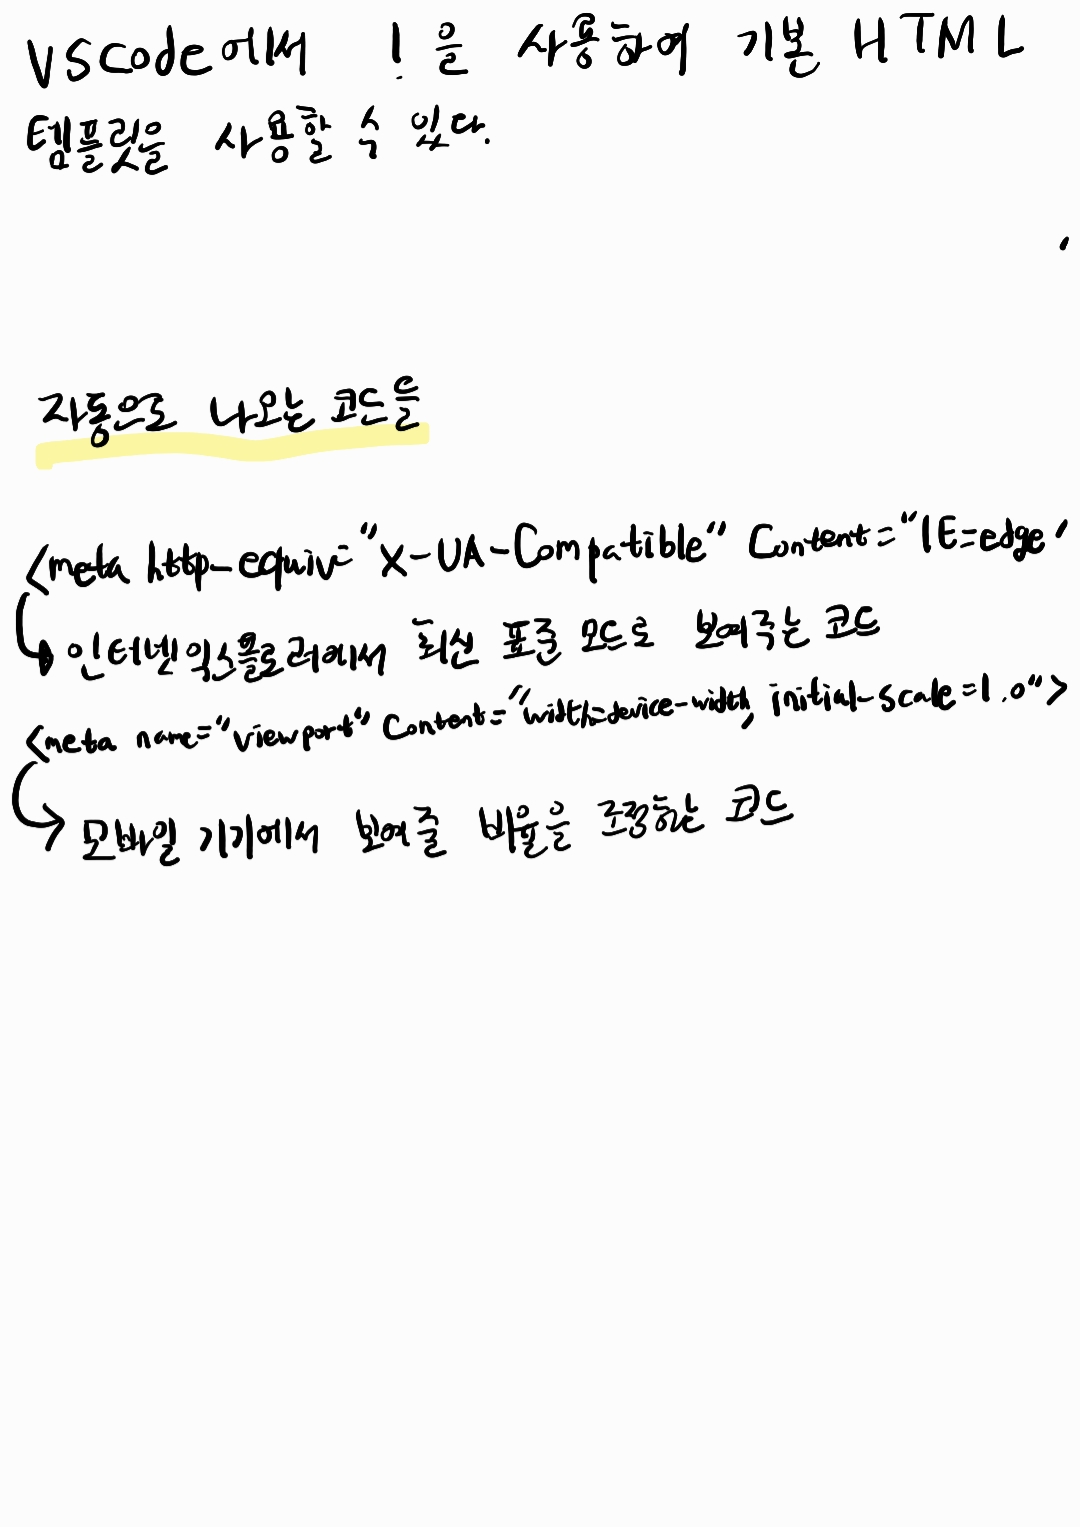 VScode에서 ! 을 사용하여 기본 HTML
템플릿을 사용할 수 있다.
자동으로 나오는 코드들
<meta http-equiv="X-UA-Compatible" Content="IE=edge'
인터넷익스플로러에서 최신 표준 모드로 보여주는 코드
<meta name="viewport" Content="width=device-width, initial-scale=1.0">
모바일 기기에서 보여줄 비율을 조정하는 코드